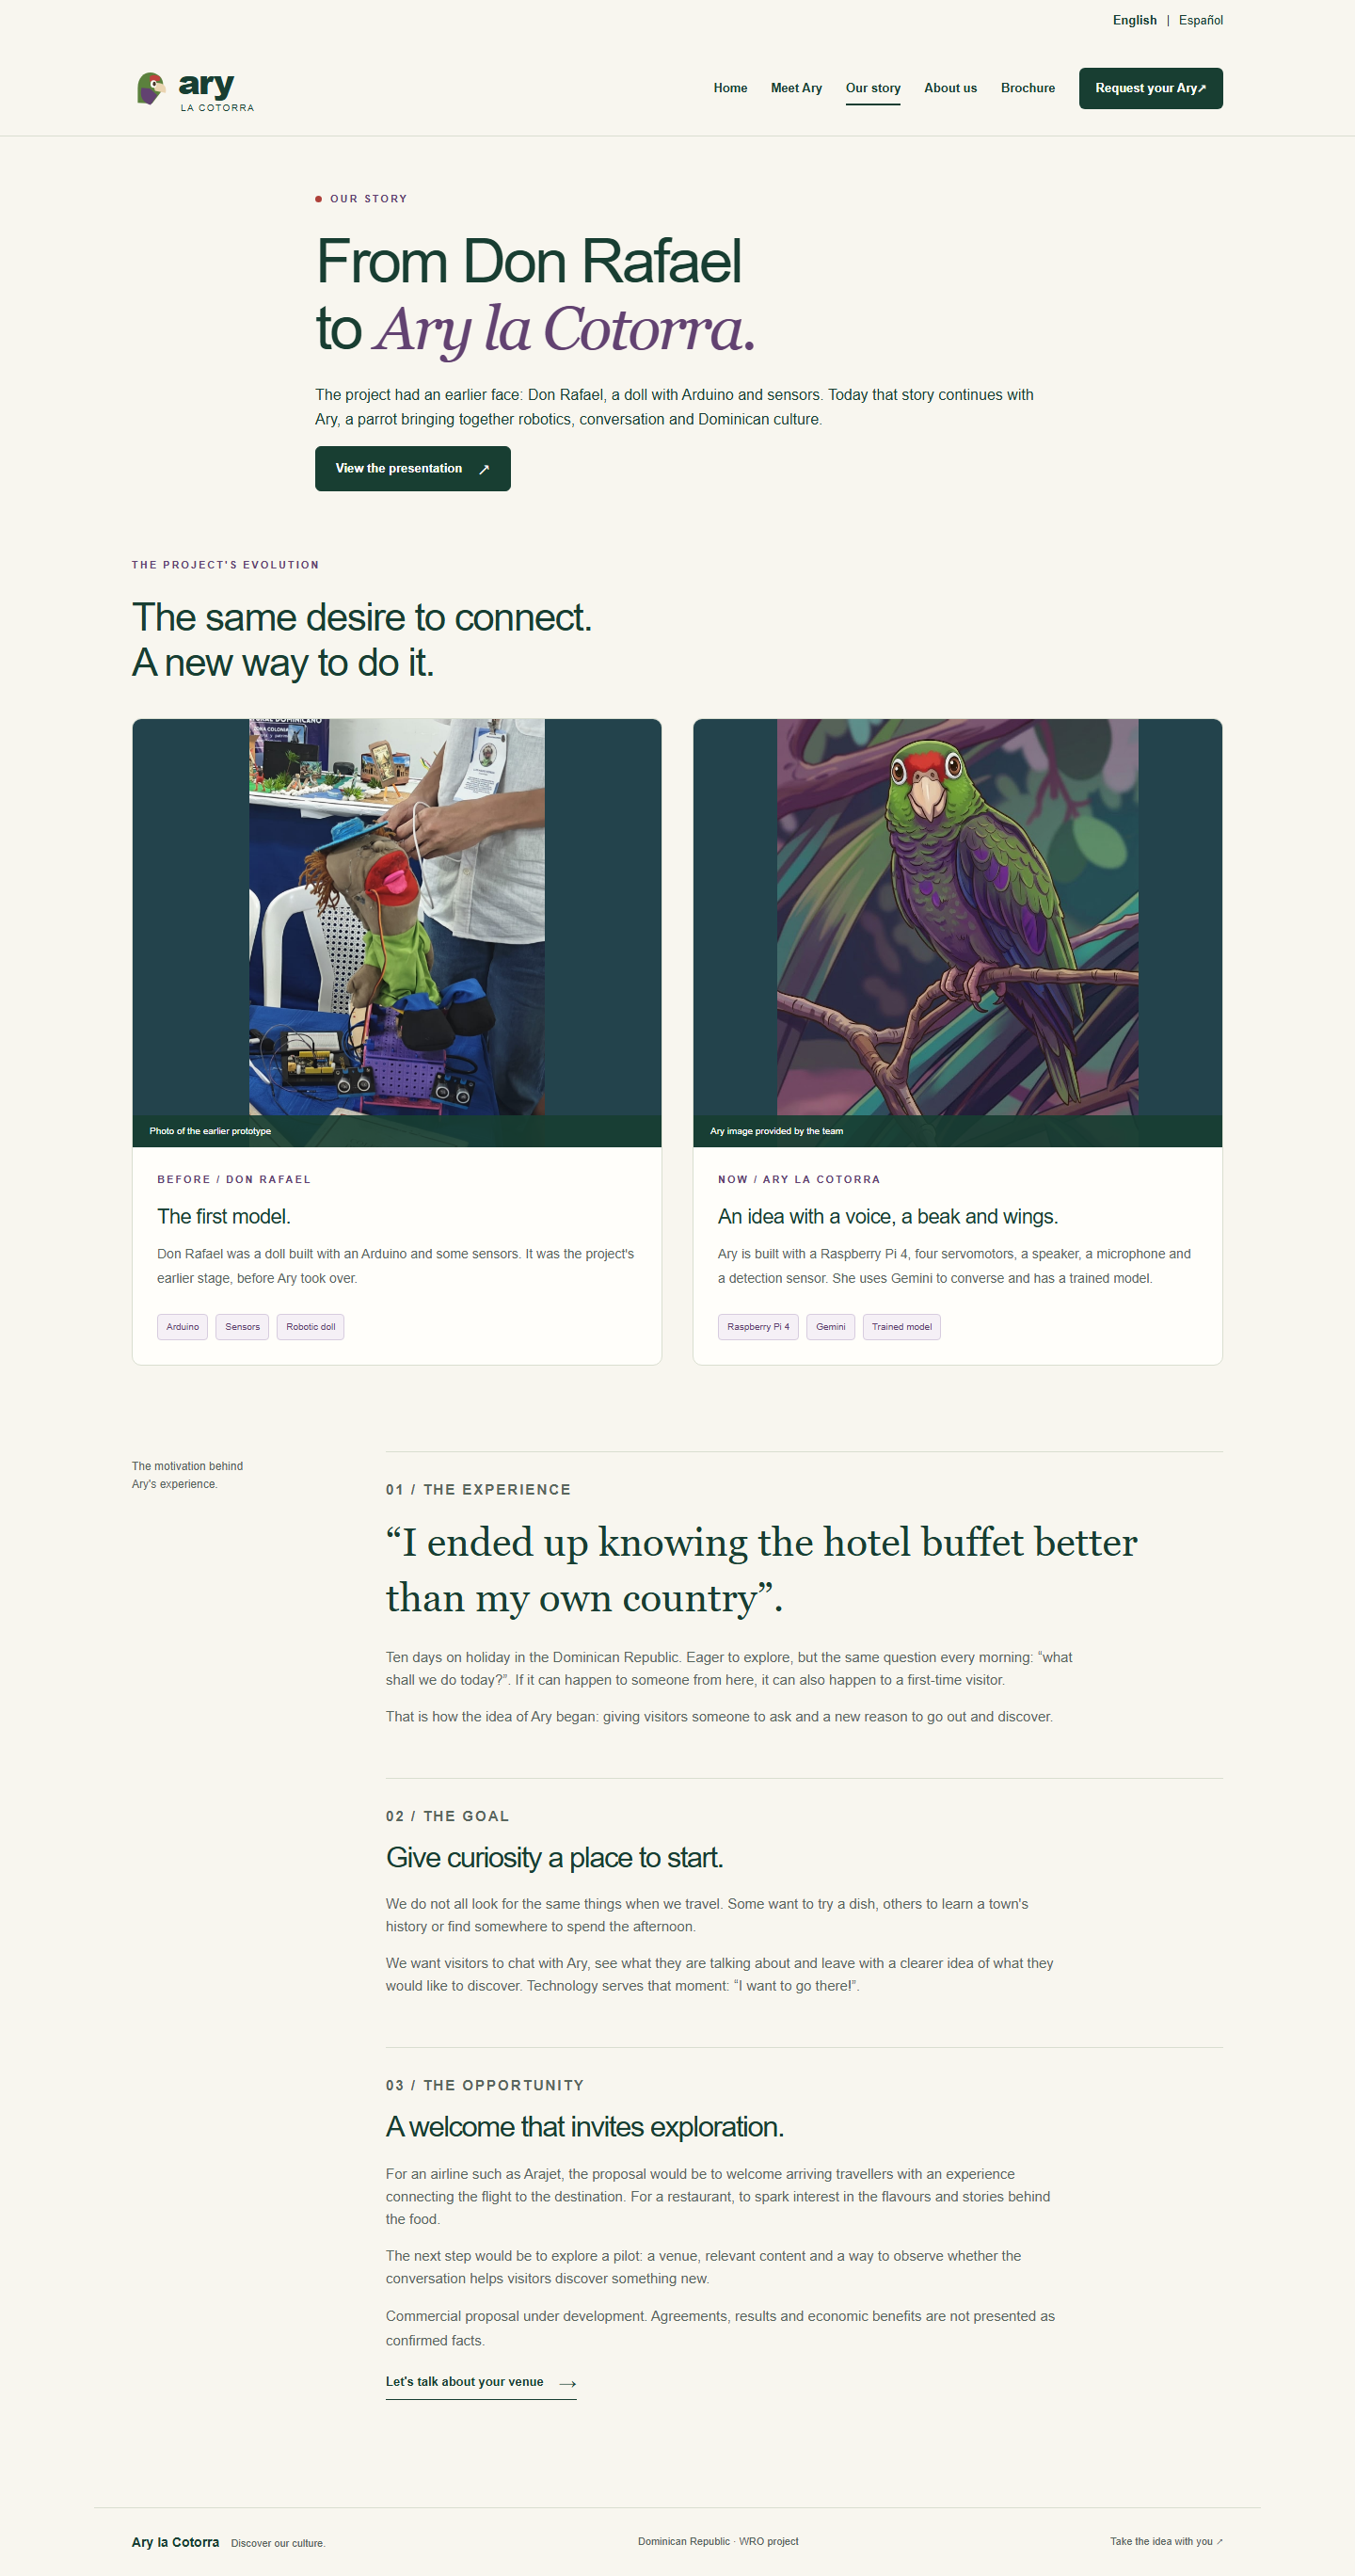 English | Español
ary
LA COTORRA
Home Meet Ary Our story About us Brochure Request your Ary↗
OUR STORY
From Don Rafael
to Ary la Cotorra.
The project had an earlier face: Don Rafael, a doll with Arduino and sensors. Today that story continues with
Ary, a parrot bringing together robotics, conversation and Dominican culture.
View the presentation ↗
THE PROJECT'S EVOLUTION
The same desire to connect.
A new way to do it.
Photo of the earlier prototype
BEFORE / DON RAFAEL
The first model.
Don Rafael was a doll built with an Arduino and some sensors. It was the project's
earlier stage, before Ary took over.
Arduino Sensors Robotic doll
Ary image provided by the team
NOW / ARY LA COTORRA
An idea with a voice, a beak and wings.
Ary is built with a Raspberry Pi 4, four servomotors, a speaker, a microphone and
a detection sensor. She uses Gemini to converse and has a trained model.
Raspberry Pi 4 Gemini Trained model
The motivation behind
Ary's experience.
01 / THE EXPERIENCE
“I ended up knowing the hotel buffet better
than my own country”.
Ten days on holiday in the Dominican Republic. Eager to explore, but the same question every morning: “what
shall we do today?”. If it can happen to someone from here, it can also happen to a first-time visitor.
That is how the idea of Ary began: giving visitors someone to ask and a new reason to go out and discover.
02 / THE GOAL
Give curiosity a place to start.
We do not all look for the same things when we travel. Some want to try a dish, others to learn a town's
history or find somewhere to spend the afternoon.
We want visitors to chat with Ary, see what they are talking about and leave with a clearer idea of what they
would like to discover. Technology serves that moment: “I want to go there!”.
03 / THE OPPORTUNITY
A welcome that invites exploration.
For an airline such as Arajet, the proposal would be to welcome arriving travellers with an experience
connecting the flight to the destination. For a restaurant, to spark interest in the flavours and stories behind
the food.
The next step would be to explore a pilot: a venue, relevant content and a way to observe whether the
conversation helps visitors discover something new.
Commercial proposal under development. Agreements, results and economic benefits are not presented as
confirmed facts.
Let's talk about your venue →
Ary la Cotorra Discover our culture.
Dominican Republic · WRO project
Take the idea with you ↗